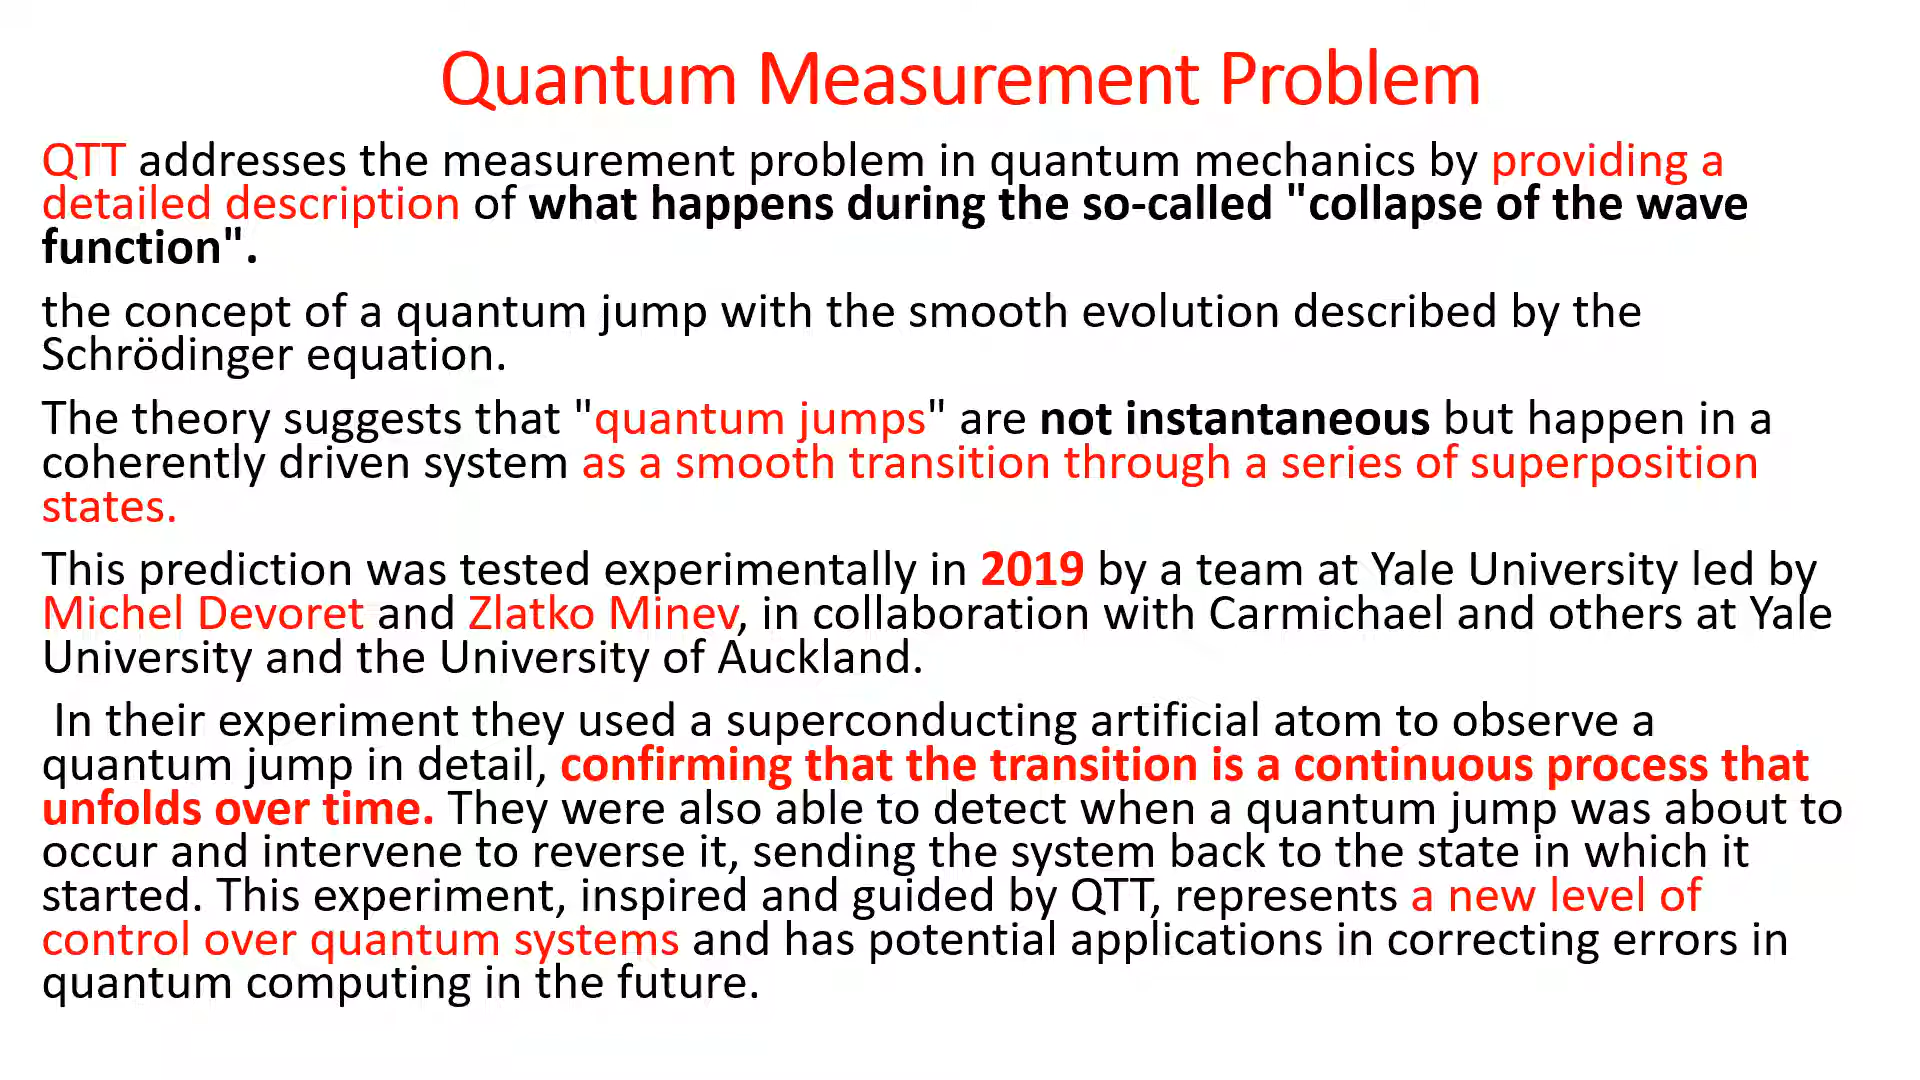 Quantum Measurement Problem
QTT addresses the measurement problem in quantum mechanics by providing a
detailed description of what happens during the so-called "collapse of the wave
function".
the concept of a quantum jump with the smooth evolution described by the
Schrödinger equation.
The theory suggests that "quantum jumps" are not instantaneous but happen in a
coherently driven system as a smooth transition through a series of superposition
states.
This prediction was tested experimentally in 2019 by a team at Yale University led by
Michel Devoret and Zlatko Minev, in collaboration with Carmichael and others at Yale
University and the University of Auckland.
In their experiment they used a superconducting artificial atom to observe a
quantum jump in detail, confirming that the transition is a continuous process that
unfolds over time. They were also able to detect when a quantum jump was about to
occur and intervene to reverse it, sending the system back to the state in which it
started. This experiment, inspired and guided by QTT, represents a new level of
control over quantum systems and has potential applications in correcting errors in
quantum computing in the future.